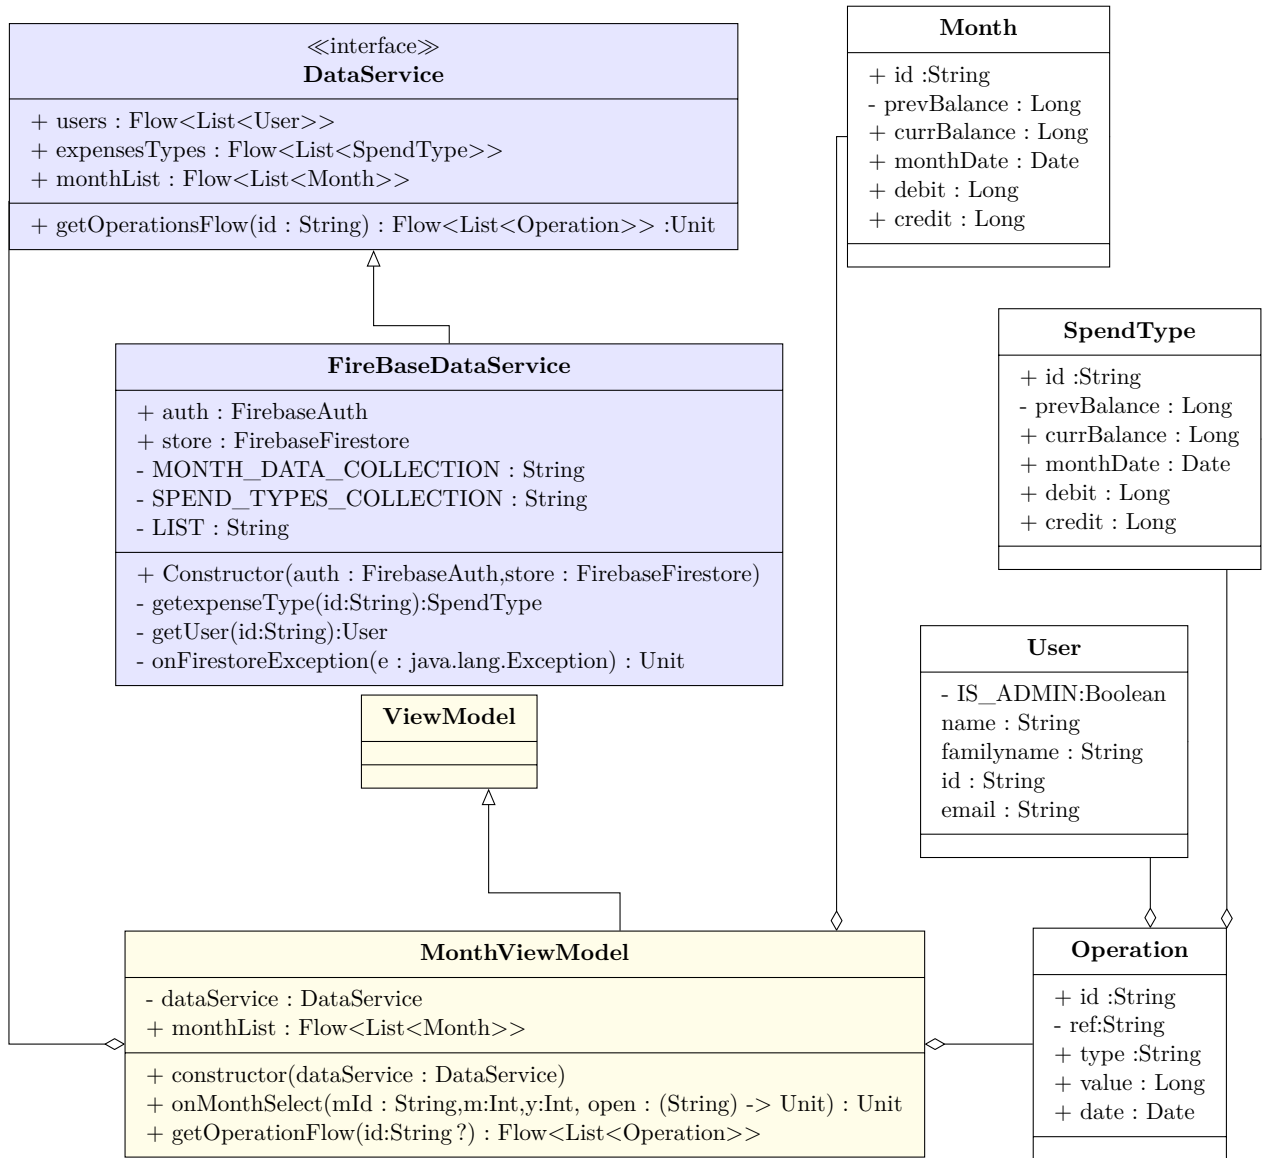 ≪interface≫
DataService
+ users : Flow<List<User>>
+ expensesTypes : Flow<List<SpendType>>
+ monthList : Flow<List<Month>>
+ getOperationsFlow(id : String) : Flow<List<Operation>> :Unit
Month
+ id :String
- prevBalance : Long
+ currBalance : Long
+ monthDate : Date
+ debit : Long
+ credit : Long
FireBaseDataService
+ auth : FirebaseAuth
+ store : FirebaseFirestore
- MONTH_DATA_COLLECTION : String
- SPEND_TYPES_COLLECTION : String
- LIST : String
+ Constructor(auth : FirebaseAuth,store : FirebaseFirestore)
- getexpenseType(id:String):SpendType
- getUser(id:String):User
- onFirestoreException(e : java.lang.Exception) : Unit
SpendType
+ id :String
- prevBalance : Long
+ currBalance : Long
+ monthDate : Date
+ debit : Long
+ credit : Long
ViewModel
User
- IS_ADMIN:Boolean
name : String
familyname : String
id : String
email : String
MonthViewModel
- dataService : DataService
+ monthList : Flow<List<Month>>
+ constructor(dataService : DataService)
+ onMonthSelect(mId : String,m:Int,y:Int, open : (String) -> Unit) : Unit
+ getOperationFlow(id:String?) : Flow<List<Operation>>
Operation
+ id :String
- ref:String
+ type :String
+ value : Long
+ date : Date